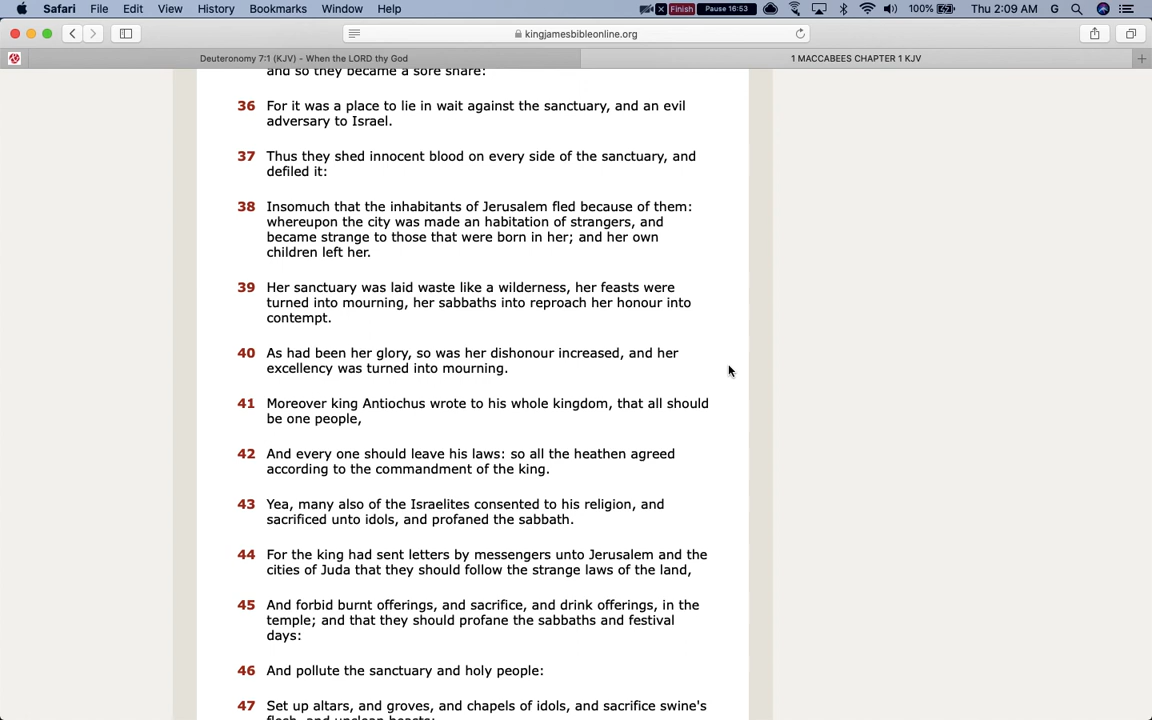 Safari File Edit View History Bookmarks Window Help Finish Pause 16:53 100% Thu 2:09 AM G
kingjamesbibleonline.org
Deuteronomy 7:1 (KJV) - When the LORD thy God
1 MACCABEES CHAPTER 1 KJV
and so they became a sore snare:
36 For it was a place to lie in wait against the sanctuary, and an evil
adversary to Israel.
37 Thus they shed innocent blood on every side of the sanctuary, and
defiled it:
38 Insomuch that the inhabitants of Jerusalem fled because of them:
whereupon the city was made an habitation of strangers, and
became strange to those that were born in her; and her own
children left her.
39 Her sanctuary was laid waste like a wilderness, her feasts were
turned into mourning, her sabbaths into reproach her honour into
contempt.
40 As had been her glory, so was her dishonour increased, and her
excellency was turned into mourning.
41 Moreover king Antiochus wrote to his whole kingdom, that all should
be one people,
42 And every one should leave his laws: so all the heathen agreed
according to the commandment of the king.
43 Yea, many also of the Israelites consented to his religion, and
sacrificed unto idols, and profaned the sabbath.
44 For the king had sent letters by messengers unto Jerusalem and the
cities of Juda that they should follow the strange laws of the land,
45 And forbid burnt offerings, and sacrifice, and drink offerings, in the
temple; and that they should profane the sabbaths and festival
days:
46 And pollute the sanctuary and holy people:
47 Set up altars, and groves, and chapels of idols, and sacrifice swine's
flesh, and unclean beasts: